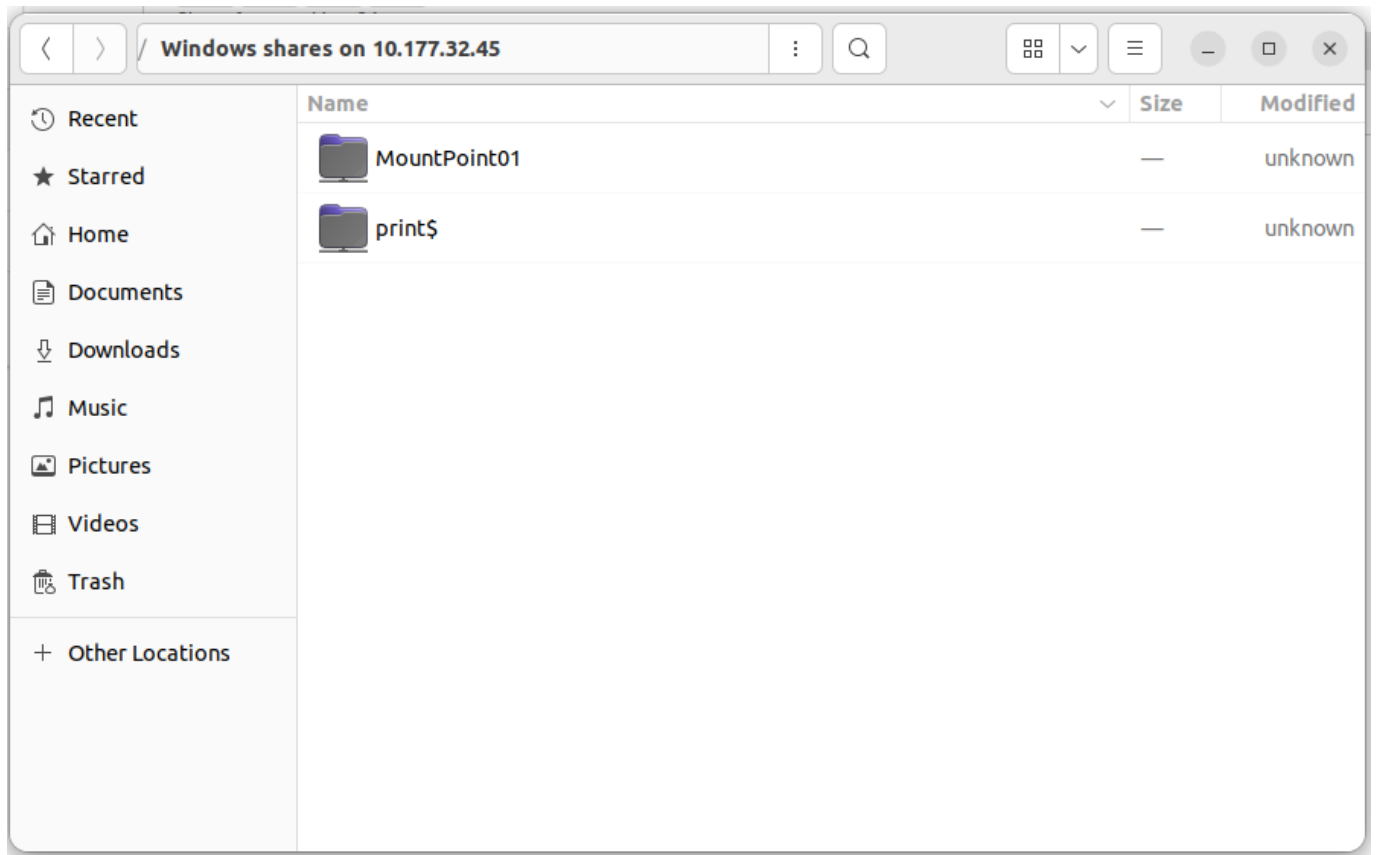 / Windows shares on 10.177.32.45
Name Size Modified
Recent
Starred
Home
Documents
Downloads
Music
Pictures
Videos
Trash
+ Other Locations
MountPoint01 — unknown
print$ — unknown